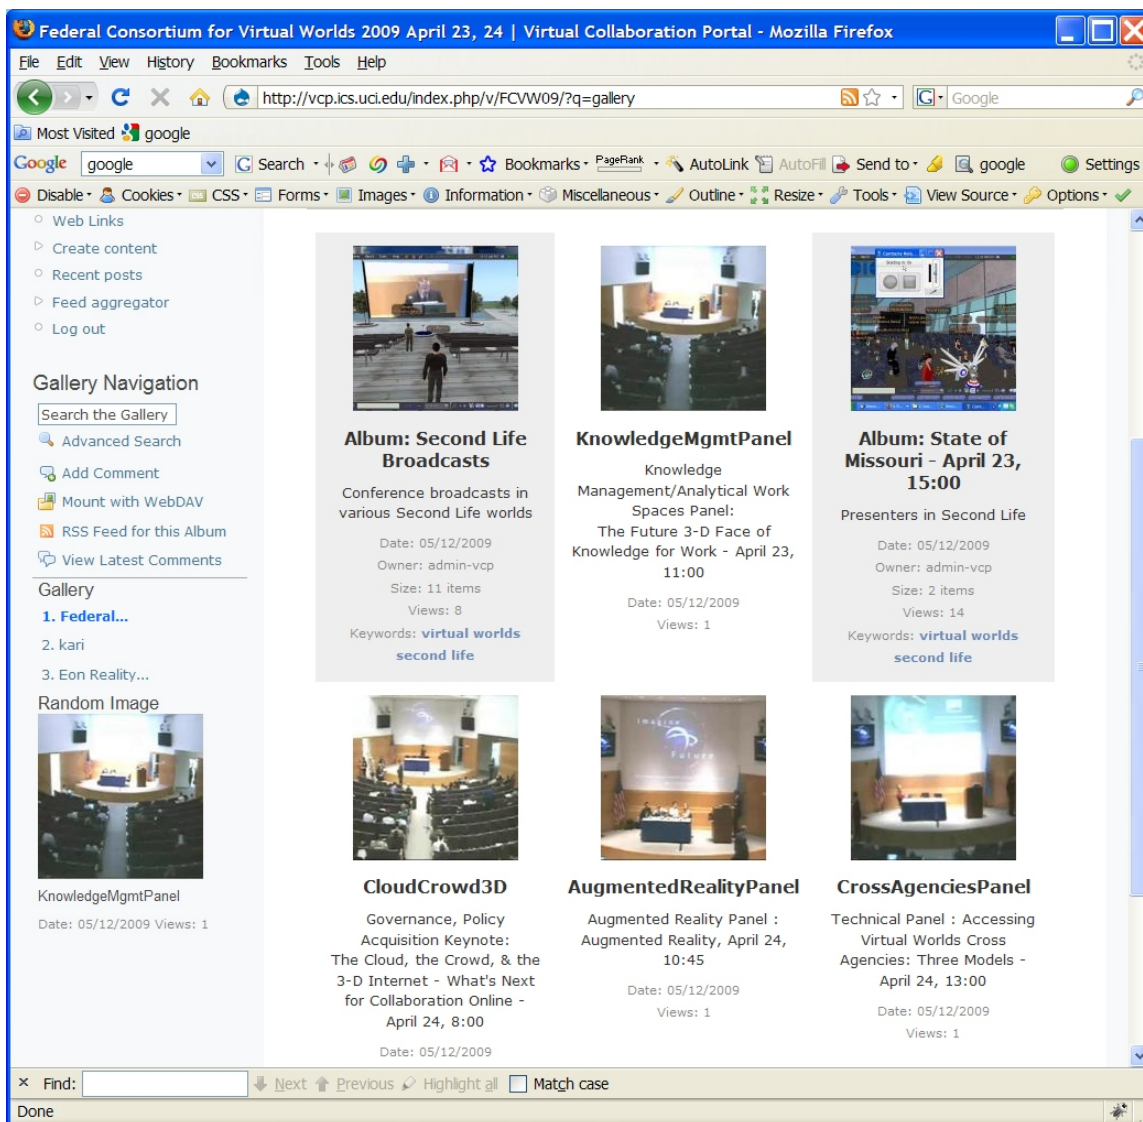 Federal Consortium for Virtual Worlds 2009 April 23, 24 | Virtual Collaboration Portal - Mozilla Firefox
File Edit View History Bookmarks Tools Help
http://vcp.ics.uci.edu/index.php/v/FCVW09/?q=gallery
G Google
Most Visited google
Google google G Search Bookmarks PageRank AutoLink AutoFill Send to google Settings
Disable Cookies CSS Forms Images Information Miscellaneous Outline Resize Tools View Source Options
Web Links
Create content
Recent posts
Feed aggregator
Log out
Gallery Navigation
Search the Gallery
Advanced Search
Add Comment
Mount with WebDAV
RSS Feed for this Album
View Latest Comments
Gallery
1. Federal...
2. kari
3. Eon Reality...
Random Image
KnowledgeMgmtPanel
Date: 05/12/2009 Views: 1
Album: Second Life
Broadcasts
Conference broadcasts in
various Second Life worlds
Date: 05/12/2009
Owner: admin-vcp
Size: 11 items
Views: 8
Keywords: virtual worlds
second life
KnowledgeMgmtPanel
Knowledge
Management/Analytical Work
Spaces Panel:
The Future 3-D Face of
Knowledge for Work - April 23,
11:00
Date: 05/12/2009
Views: 1
Album: State of
Missouri - April 23,
15:00
Presenters in Second Life
Date: 05/12/2009
Owner: admin-vcp
Size: 2 items
Views: 14
Keywords: virtual worlds
second life
CloudCrowd3D
Governance, Policy
Acquisition Keynote:
The Cloud, the Crowd, & the
3-D Internet - What's Next
for Collaboration Online -
April 24, 8:00
Date: 05/12/2009
Imagine
Future
AugmentedRealityPanel
Augmented Reality Panel :
Augmented Reality, April 24,
10:45
Date: 05/12/2009
Views: 1
CrossAgenciesPanel
Technical Panel : Accessing
Virtual Worlds Cross
Agencies: Three Models -
April 24, 13:00
Date: 05/12/2009
Views: 1
× Find: Next Previous Highlight all Match case
Done